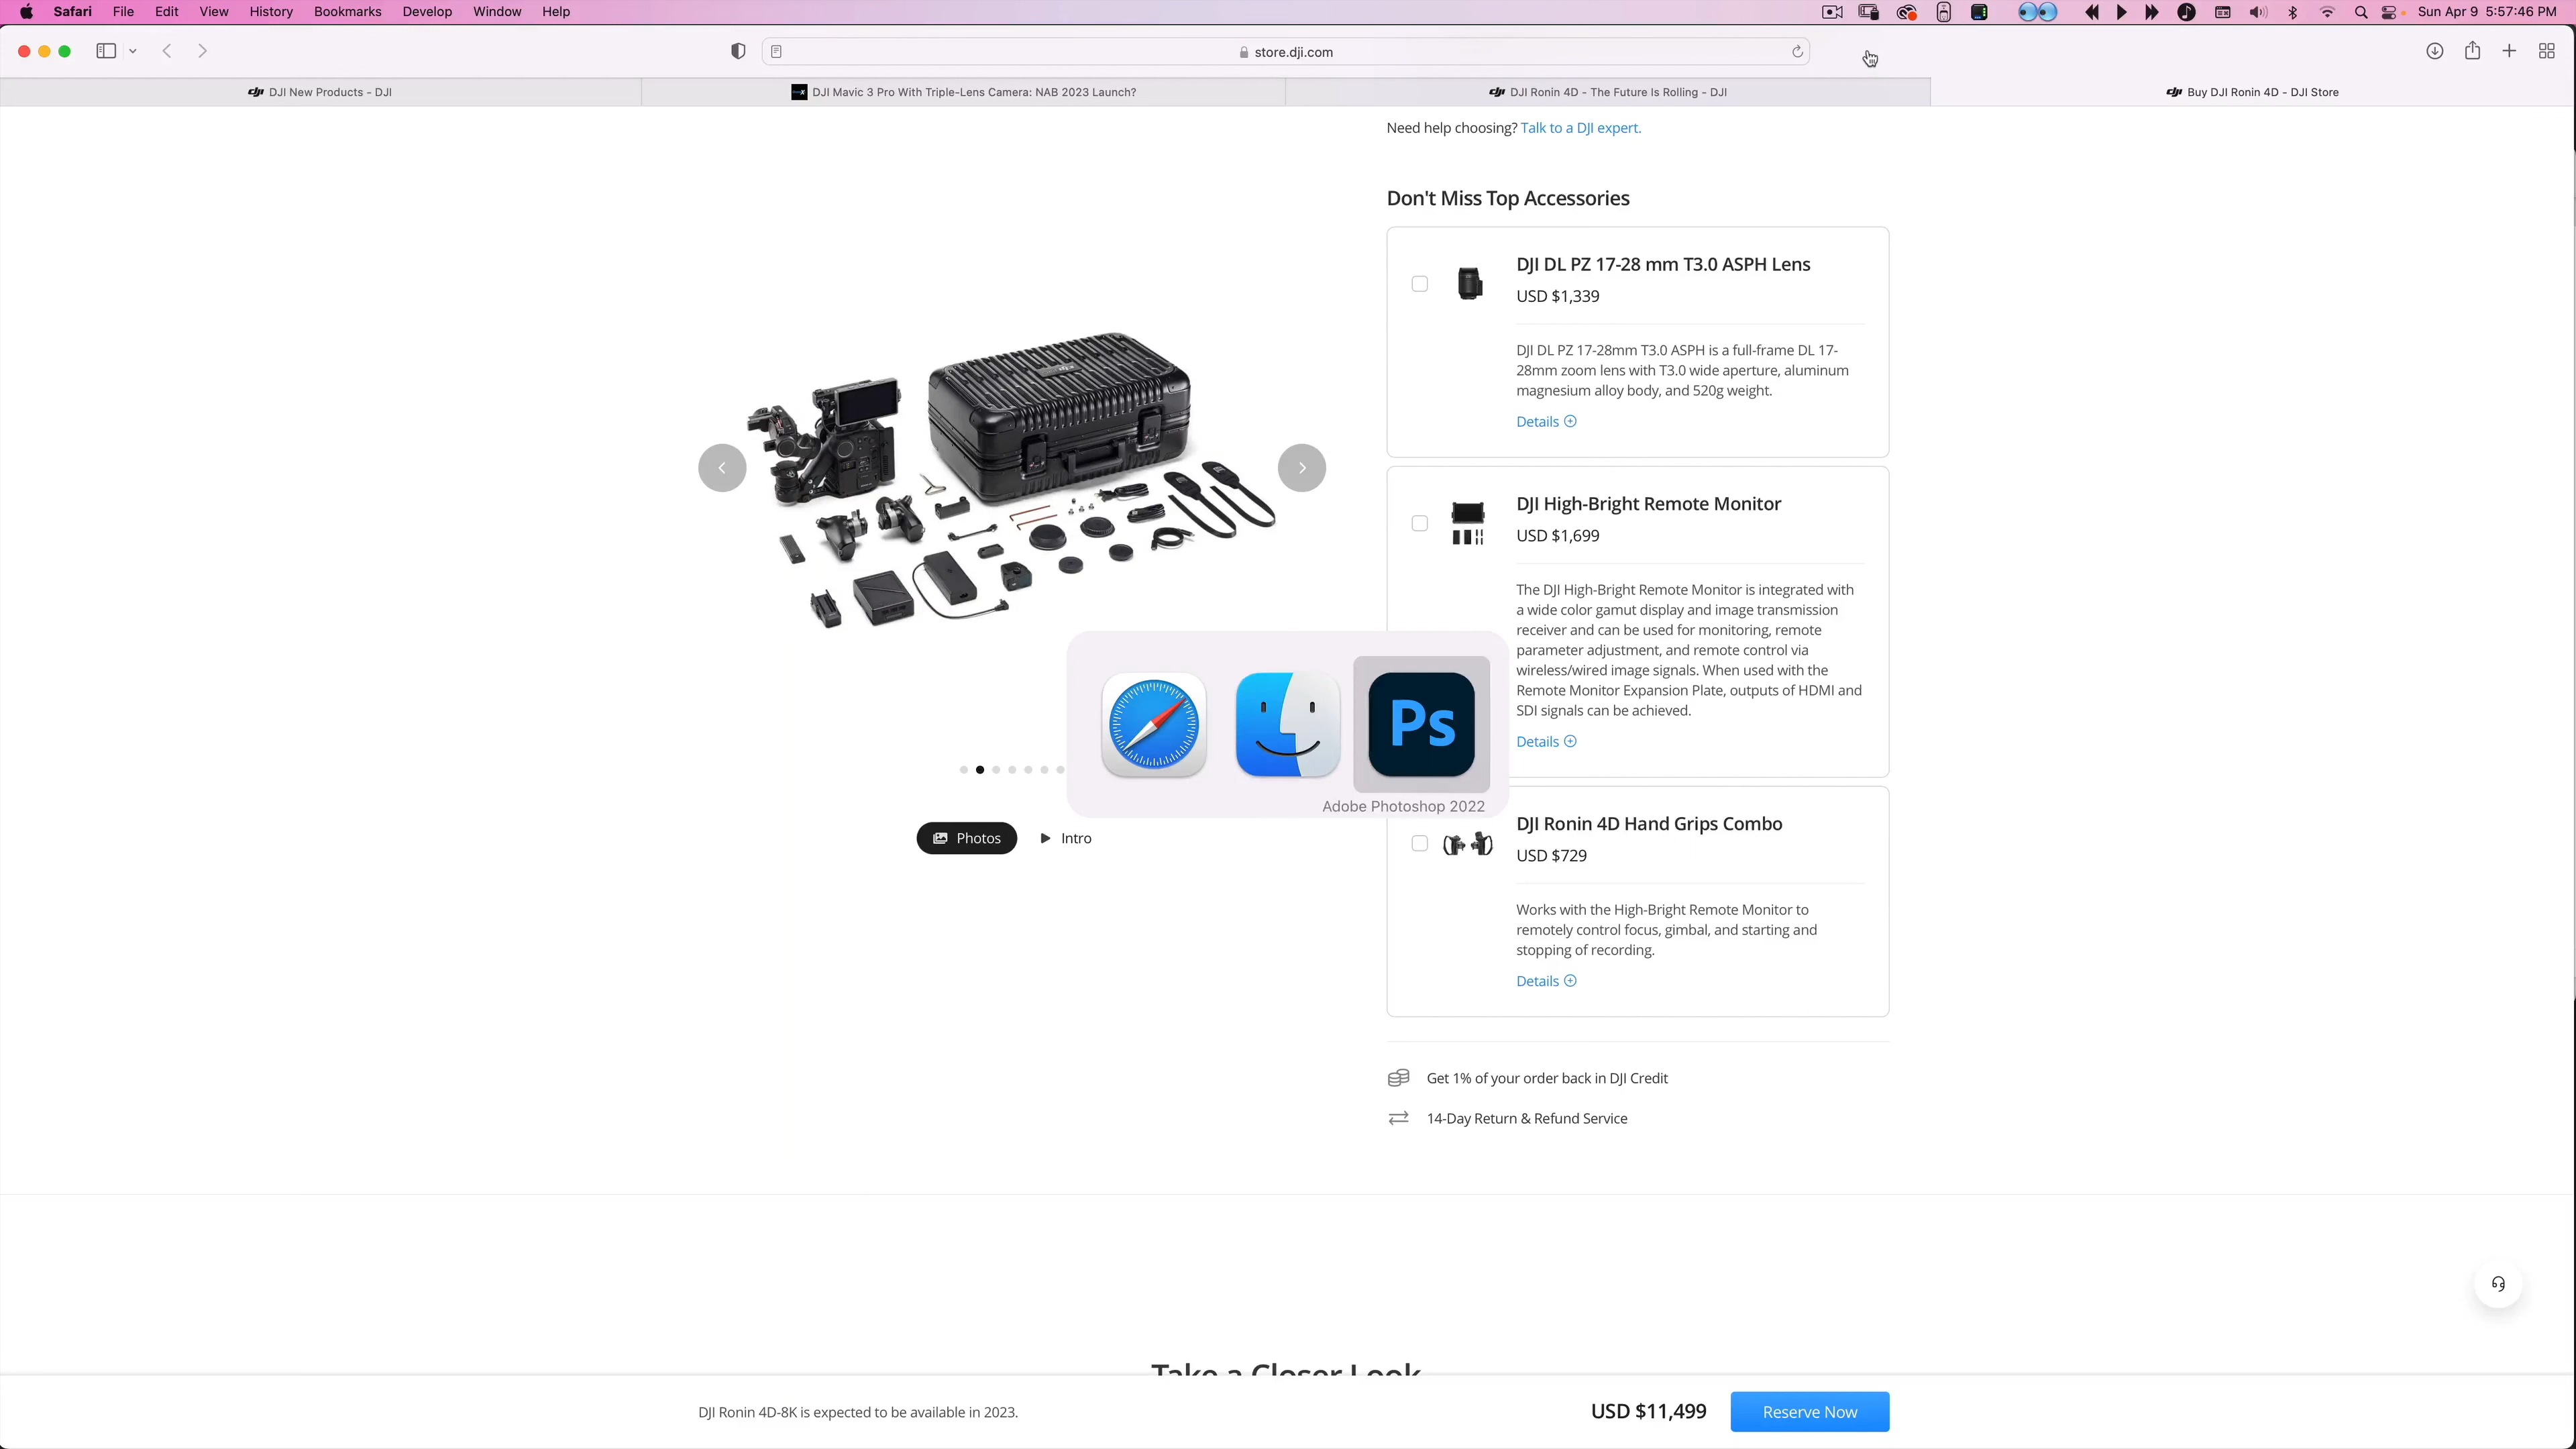 Safari File Edit View History Bookmarks Develop Window Help
Sun Apr 9 5:57:46 PM
store.dji.com
DJI New Products - DJI
DJI Mavic 3 Pro With Triple-Lens Camera: NAB 2023 Launch?
DJI Ronin 4D - The Future Is Rolling - DJI
Buy DJI Ronin 4D - DJI Store
Need help choosing? Talk to a DJI expert.
Don't Miss Top Accessories
DJI DL PZ 17-28 mm T3.0 ASPH Lens
USD $1,339
DJI DL PZ 17-28mm T3.0 ASPH is a full-frame DL 17-
28mm zoom lens with T3.0 wide aperture, aluminum
magnesium alloy body, and 520g weight.
Details
DJI High-Bright Remote Monitor
USD $1,699
The DJI High-Bright Remote Monitor is integrated with
a wide color gamut display and image transmission
receiver and can be used for monitoring, remote
parameter adjustment, and remote control via
wireless/wired image signals. When used with the
Remote Monitor Expansion Plate, outputs of HDMI and
SDI signals can be achieved.
Details
Ps
Adobe Photoshop 2022
Photos
Intro
DJI Ronin 4D Hand Grips Combo
USD $729
Works with the High-Bright Remote Monitor to
remotely control focus, gimbal, and starting and
stopping of recording.
Details
Get 1% of your order back in DJI Credit
14-Day Return & Refund Service
Take a Closer Look
DJI Ronin 4D-8K is expected to be available in 2023.
USD $11,499
Reserve Now